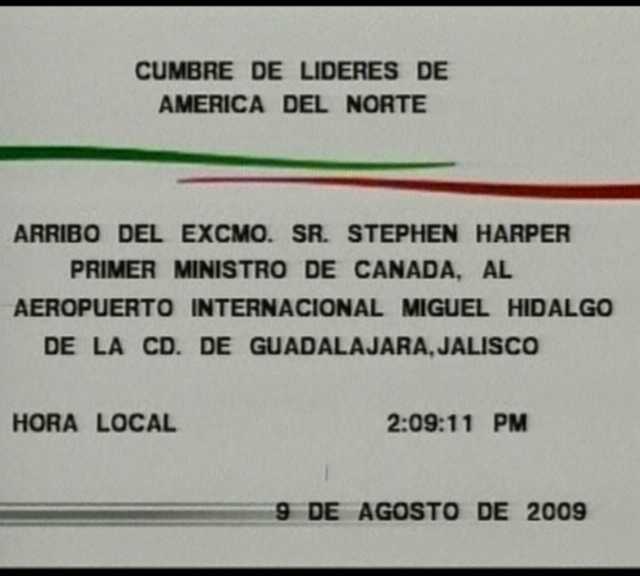 CUMBRE DE LIDERES DE
AMERICA DEL NORTE
ARRIBO DEL EXCMO. SR. STEPHEN HARPER
PRIMER MINISTRO DE CANADA, AL
AEROPUERTO INTERNACIONAL MIGUEL HIDALGO
DE LA CD. DE GUADALAJARA,JALISCO
HORA LOCAL 2:09:11 PM
9 DE AGOSTO DE 2009